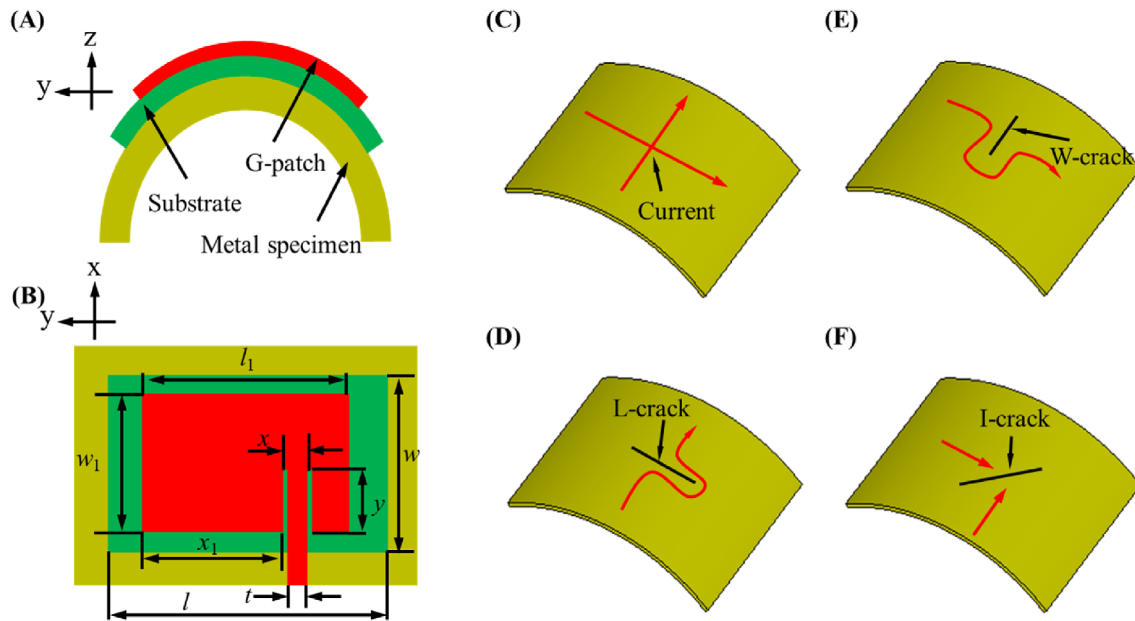 (A)
z
y
G-patch
Substrate
Metal specimen
x
(B)
y
l1
x
w1
w
y
x1
t
l
(C)
Current
(D)
L-crack
(E)
W-crack
(F)
I-crack